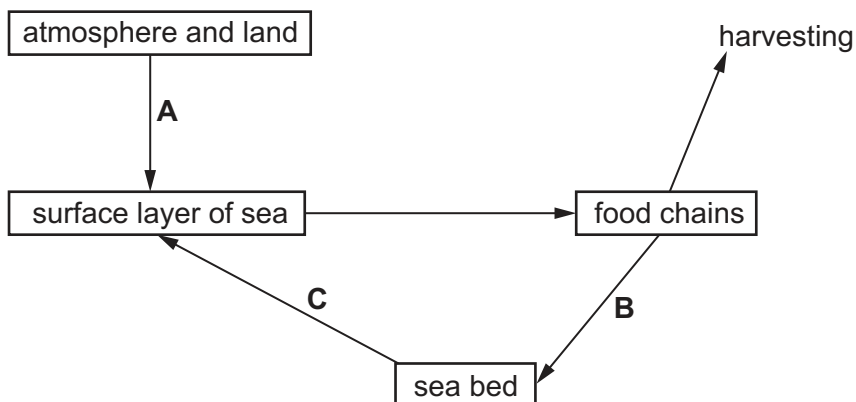 atmosphere and land
harvesting
A
surface layer of sea
food chains
C
B
sea bed